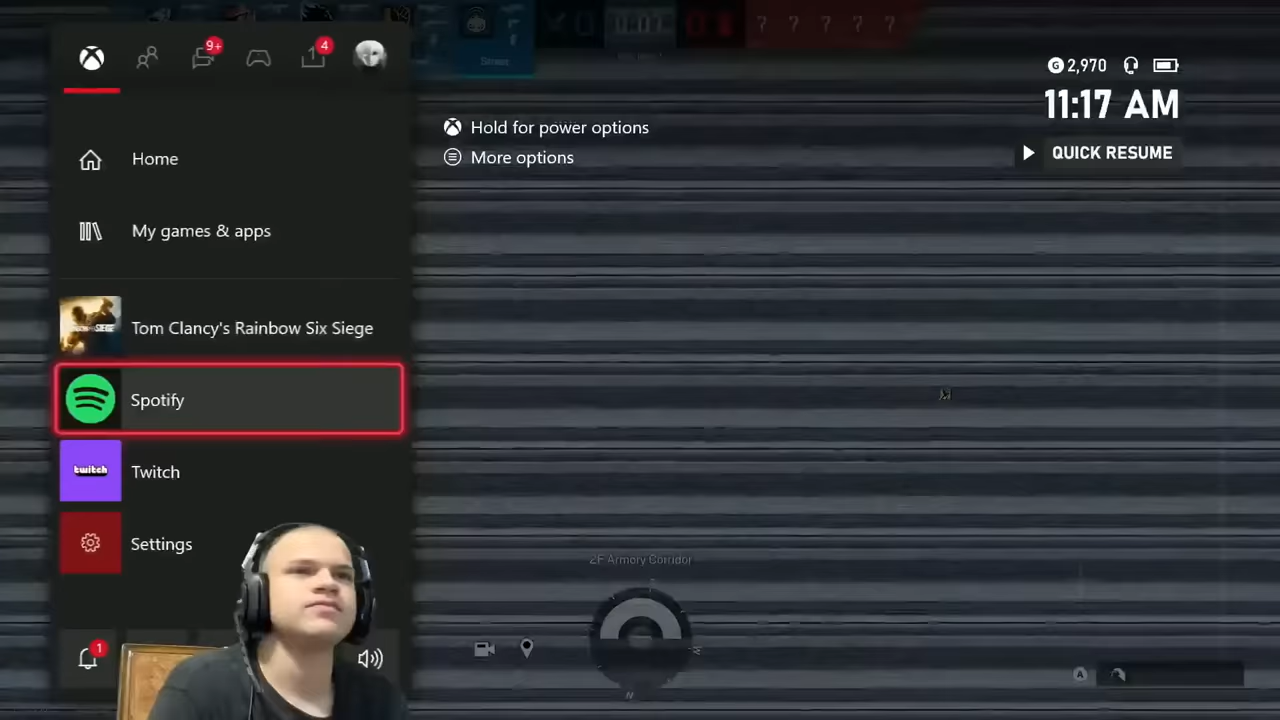 9+
4
2,970
11:17 AM
QUICK RESUME
Hold for power options
More options
Home
My games & apps
Tom Clancy's Rainbow Six Siege
Spotify
twitch
Twitch
Settings
1
2F Armory Corridor
A
? ? ? ? ?